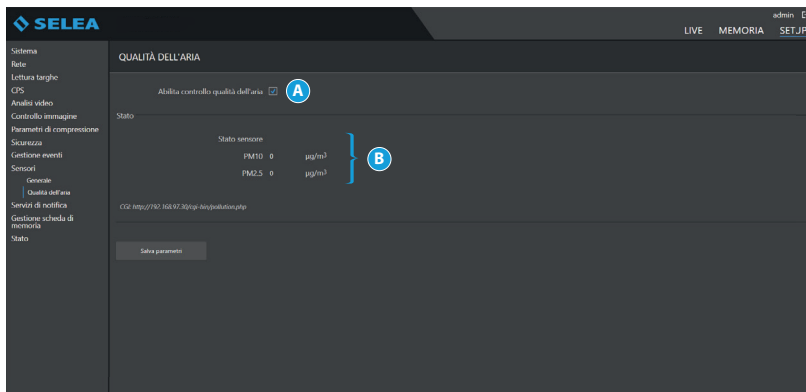 SELEA
admin
LIVE MEMORIA SETUP
Sistema
Rete
Lettura targhe
CPS
Analisi video
Controllo immagine
Parametri di compressione
Sicurezza
Gestione eventi
Sensori
Generale
Qualità dell'aria
Servizi di notifica
Gestione scheda di
memoria
Stato
QUALITÀ DELL'ARIA
Abilita controllo qualità dell'aria A
Stato
Stato sensore
PM10 0 µg/m³
PM2.5 0 µg/m³
B
CGI: http://192.168.97.30/cgi-bin/pollution.php
Salva parametri